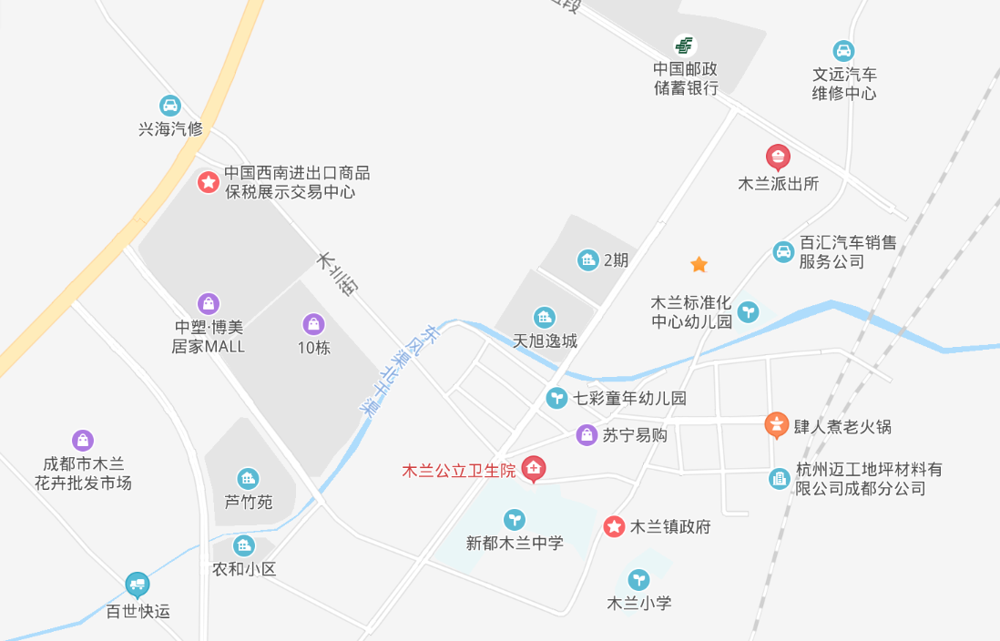 五段
中国邮政
储蓄银行
文远汽车
维修中心
兴海汽修
木兰派出所
中国西南进出口商品
保税展示交易中心
百汇汽车销售
服务公司
2期
木兰街
木兰标准化
中心幼儿园
中塑·博美
居家MALL
10栋
天旭逸城
东风渠北干渠
七彩童年幼儿园
苏宁易购
肆人煮老火锅
成都市木兰
花卉批发市场
木兰公立卫生院
杭州迈工地坪材料有
限公司成都分公司
芦竹苑
新都木兰中学
木兰镇政府
农和小区
木兰小学
百世快运